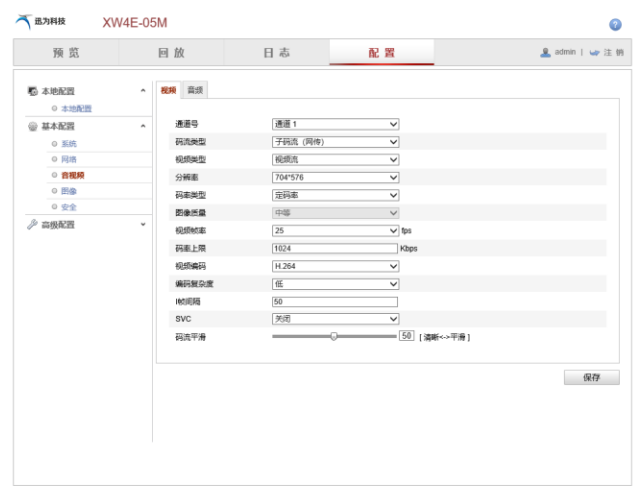 迅为科技 XW4E-05M
预览 回放 日志 配置 admin | 注销
本地配置
本地配置
基本配置
系统
网络
音视频
图像
安全
高级配置
视频 音频
通道号 通道 1
码流类型 子码流 (网传)
视频类型 视频流
分辨率 704*576
码率类型 定码率
图像质量 中等
视频帧率 25 fps
码率上限 1024 Kbps
视频编码 H.264
编码复杂度 低
I帧间隔 50
SVC 关闭
码流平滑 50 [ 清晰<->平滑 ]
保存